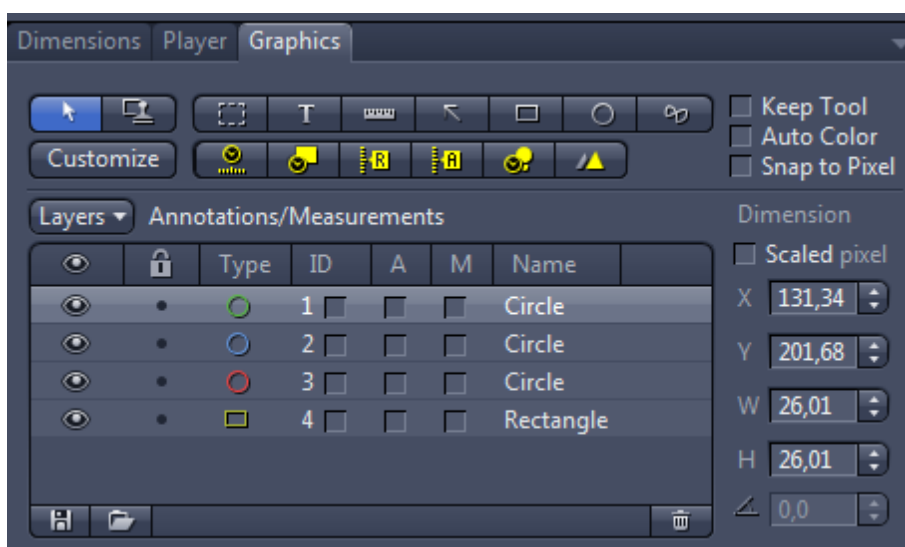 Dimensions Player Graphics
T
Keep Tool
Auto Color
Customize R A
Snap to Pixel
Layers Annotations/Measurements Dimension
Scaled pixel
Type ID A M Name
1 Circle
X 131,34
2 Circle
Y 201,68
3 Circle
W 26,01
4 Rectangle
H 26,01
0,0